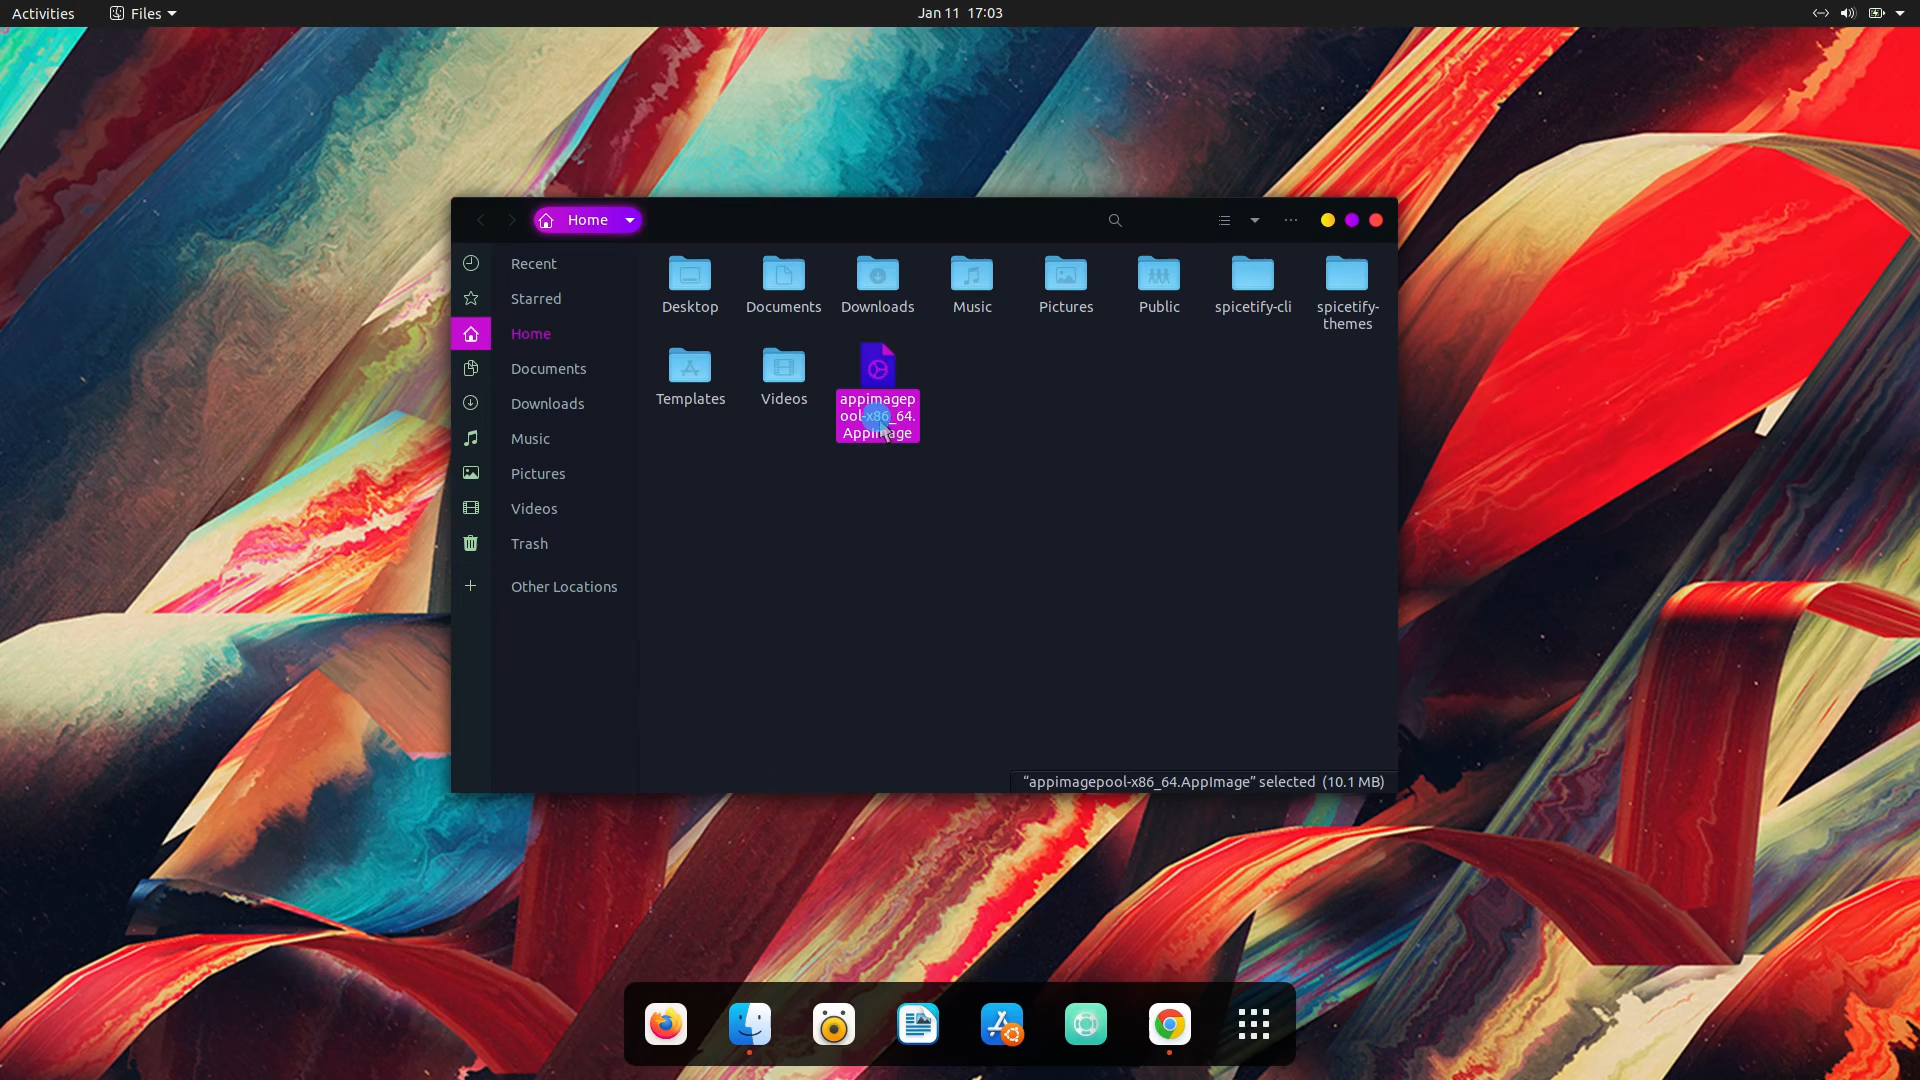 Activities
Files
Jan 11 17:03
Home
Recent
Starred
Home
Documents
Downloads
Music
Pictures
Videos
Trash
Other Locations
Desktop
Documents
Downloads
Music
Pictures
Public
spicetify-cli
spicetify-
themes
Templates
Videos
appimagep
ool-x86_64.
AppImage
“appimagepool-x86_64.AppImage” selected (10.1 MB)